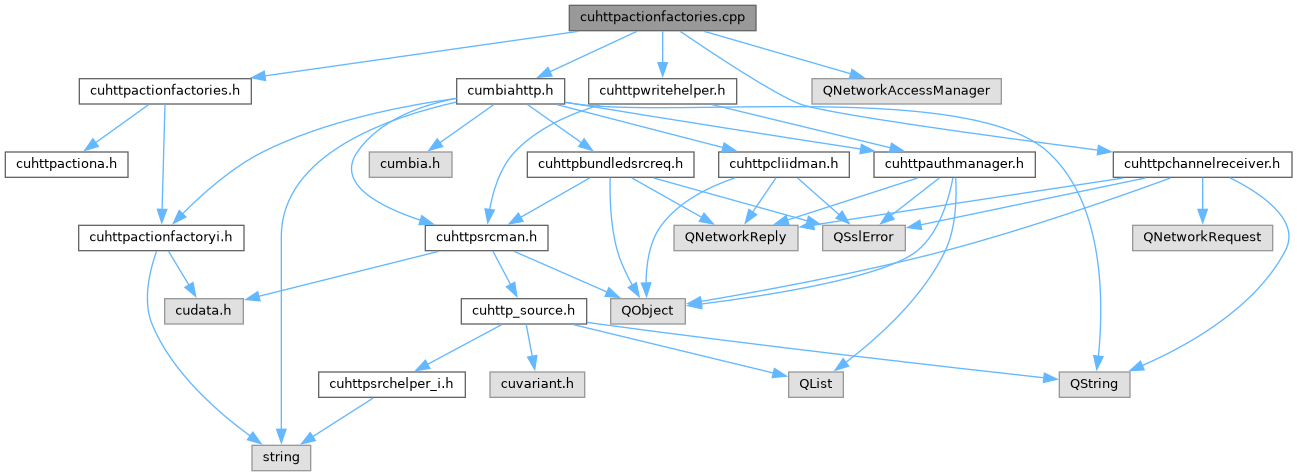 cuhttpactionfactories.cpp
cuhttpactionfactories.h
cumbiahttp.h
cuhttpwritehelper.h
QNetworkAccessManager
cuhttpactiona.h
cumbia.h
cuhttpbundledsrcreq.h
cuhttpcliidman.h
cuhttpauthmanager.h
cuhttpchannelreceiver.h
cuhttpactionfactoryi.h
cuhttpsrcman.h
QNetworkReply
QSslError
QNetworkRequest
cudata.h
cuhttp_source.h
QObject
cuhttpsrchelper_i.h
cuvariant.h
QList
QString
string